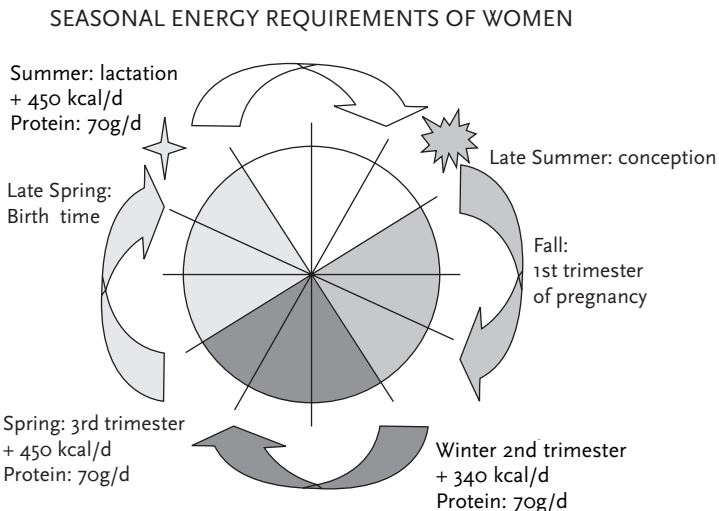 SEASONAL ENERGY REQUIREMENTS OF WOMEN
Summer: lactation
+ 450 kcal/d
Protein: 70g/d
Late Summer: conception
Late Spring:
Birth time
Fall:
1st trimester
of pregnancy
Spring: 3rd trimester
+ 450 kcal/d
Protein: 70g/d
Winter 2nd trimester
+ 340 kcal/d
Protein: 70g/d